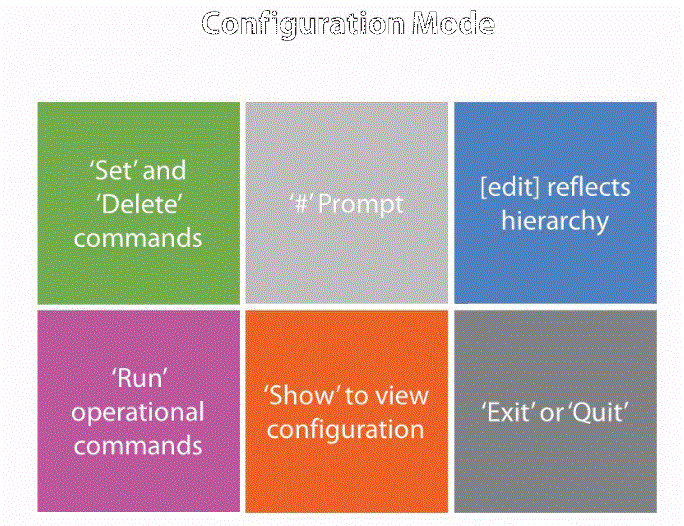 Configuration Mode
‘Set’ and
‘Delete’
commands
‘#’ Prompt
[edit] reflects
hierarchy
‘Run’
operational
commands
‘Show’ to view
configuration
‘Exit’ or ‘Quit’